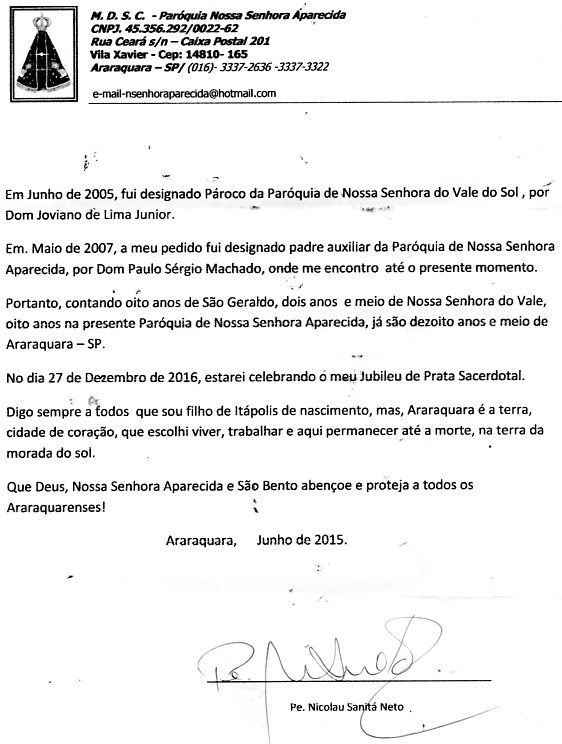 M. D. S. C. - Paróquia Nossa Senhora Aparecida
CNPJ. 45.356.292/0022-62
Rua Ceará s/n – Caixa Postal 201
Vila Xavier - Cep: 14810- 165
Araraquara – SP/ (016)- 3337-2636 -3337-3322
e-mail-nsenhoraparecida@hotmail.com
Em Junho de 2005, fui designado Pároco da Paróquia de Nossa Senhora do Vale do Sol , por
Dom Joviano de Lima Junior.
Em. Maio de 2007, a meu pedido fui designado padre auxiliar da Paróquia de Nossa Senhora
Aparecida, por Dom Paulo Sérgio Machado, onde me encontro até o presente momento.
Portanto, contando oito anos de São Geraldo, dois anos e meio de Nossa Senhora do Vale,
oito anos na presente Paróquia de Nossa Senhora Aparecida, já são dezoito anos e meio de
Araraquara – SP.
No dia 27 de Dezembro de 2016, estarei celebrando o meu Jubileu de Prata Sacerdotal.
Digo sempre a todos que sou filho de Itápolis de nascimento, mas, Araraquara é a terra,
cidade de coração, que escolhi viver, trabalhar e aqui permanecer até a morte, na terra da
morada do sol.
Que Deus, Nossa Senhora Aparecida e São Bento abençoe e proteja a todos os
Araraquarenses!
Araraquara, Junho de 2015.
Pe.
Pe. Nicolau Sanitá Neto